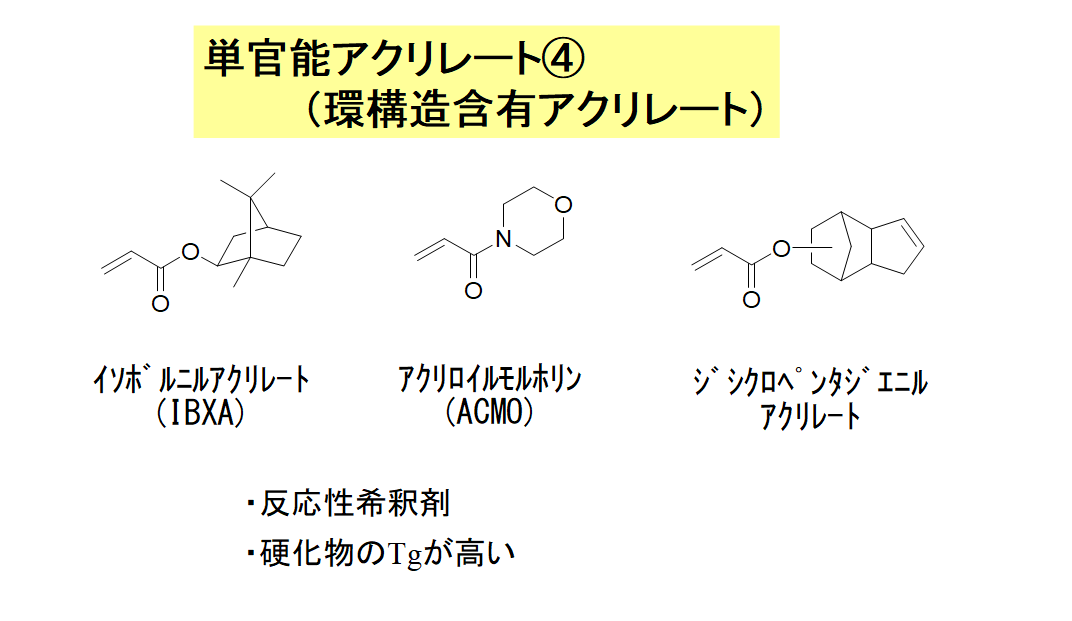 単官能アクリレート④
（環構造含有アクリレート）
O
O
N
O
O
O
O
ｲｿﾎﾞﾙﾆﾙｱｸﾘﾚｰﾄ
(IBXA)
ｱｸﾘﾛｲﾙﾓﾙﾎﾘﾝ
(ACMO)
ｼﾞｼｸﾛﾍﾟﾝﾀｼﾞｴﾆﾙ
ｱｸﾘﾚｰﾄ
・反応性希釈剤
・硬化物のTgが高い